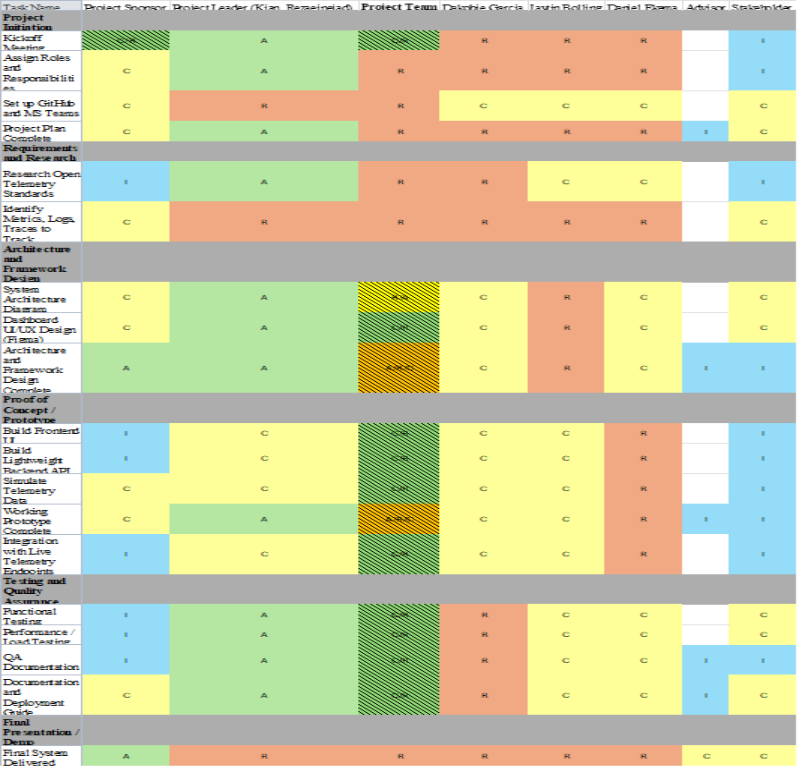 Task Name Project Sponsor Project Leader (Kian Rezaeinejad) Project Team Dakobie Garcia Jaytin Bolling Daniel Advisor Stakeholder
Project
Initiation
Kickoff
Meeting C/R A C/R R R R I
Assign Roles
and
Responsibiliti
es C A R R R R I
Set up GitHub
and MS Teams C R R C C C C
Project Plan
Complete C A R R R R I C
Requirements
and Research
Research Open
Telemetry
Standards I A R R C C I
Identify
Metrics, Logs,
Traces to
Track C R R R R R C
Architecture
and
Framework
Design
System
Architecture
Diagram C A R/A C R C C
Dashboard
UI/UX Design
(Figma) C A C/R C R C C
Architecture
and
Framework
Design
Complete A A A/R/C C R C I I
Proof of
Concept /
Prototype
Build Frontend
UI I C C/R C C R I
Build
Lightweight
Backend API I C C/R C C R I
Simulate
Telemetry
Data C C C/R C C R I
Working
Prototype
Complete C A A/R/C C C R I I
Integration
with Live
Telemetry
Endpoints I C C/R C C R I
Testing and
Quality
Assurance
Functional
Testing I A C/R R C C C
Performance /
Load Testing I A C/R R C C C
QA
Documentation I A C/R R C C I I
Documentation
and
Deployment
Guide C A C/R R C C I C
Final
Presentation /
Demo
Final System
Delivered A R R R R R C C